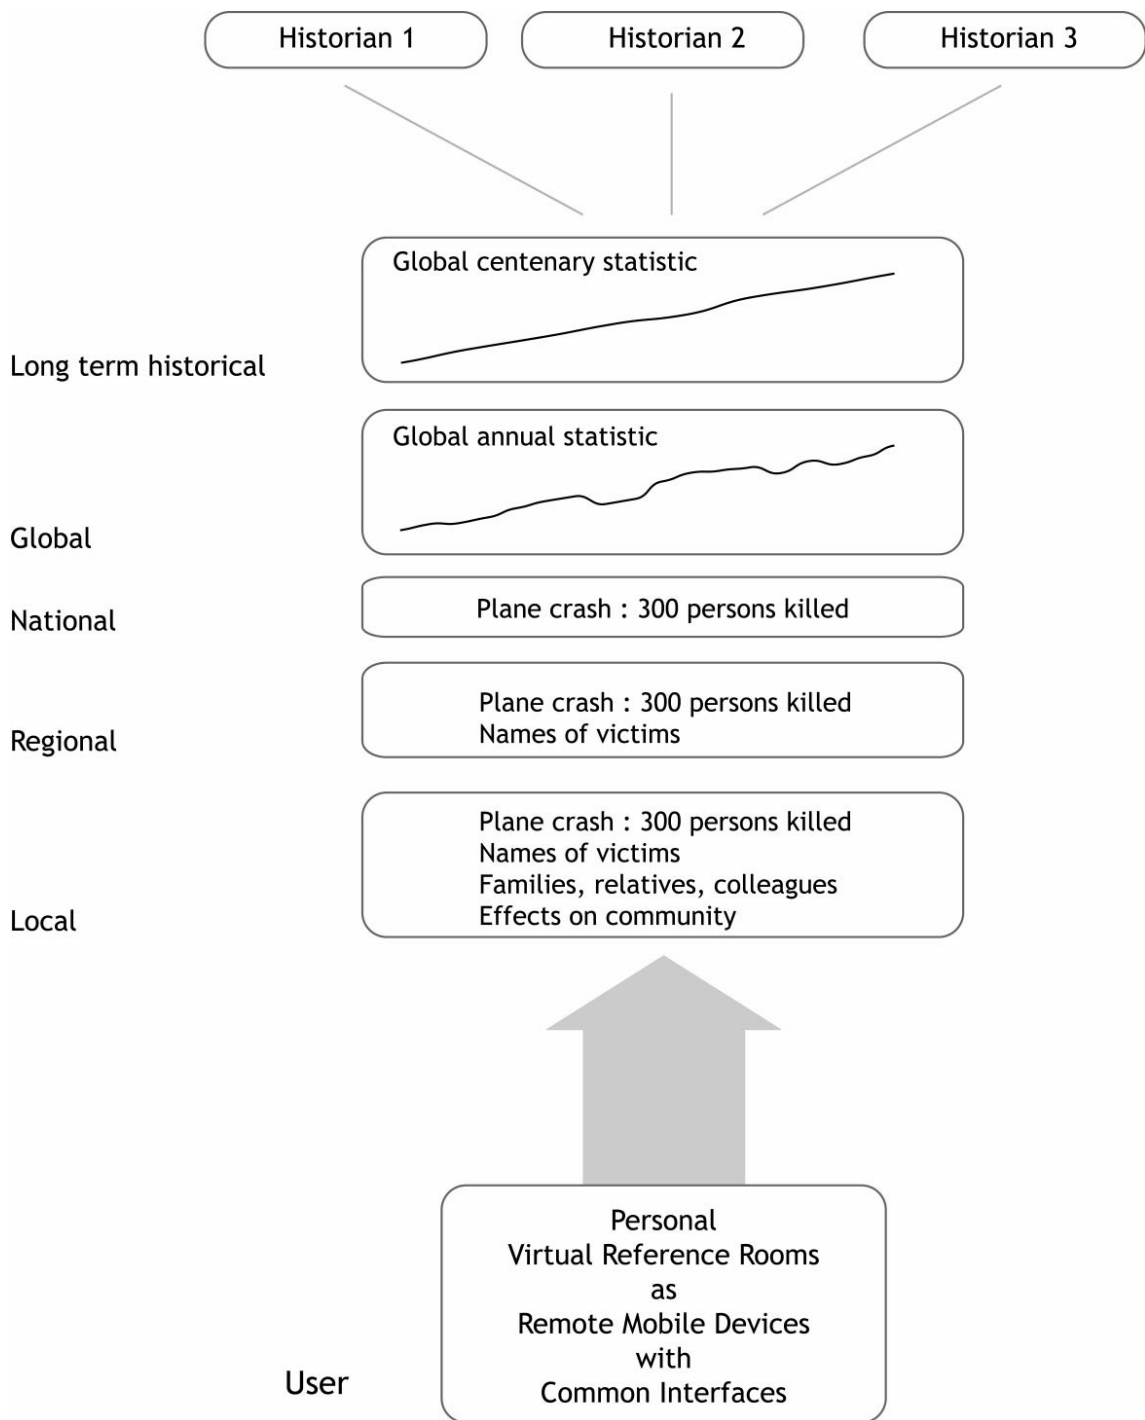 Historian 1
Historian 2
Historian 3
Global centenary statistic
Long term historical
Global annual statistic
Global
Plane crash : 300 persons killed
National
Plane crash : 300 persons killed
Names of victims
Regional
Plane crash : 300 persons killed
Names of victims
Families, relatives, colleagues
Effects on community
Local
Personal
Virtual Reference Rooms
as
Remote Mobile Devices
with
Common Interfaces
User